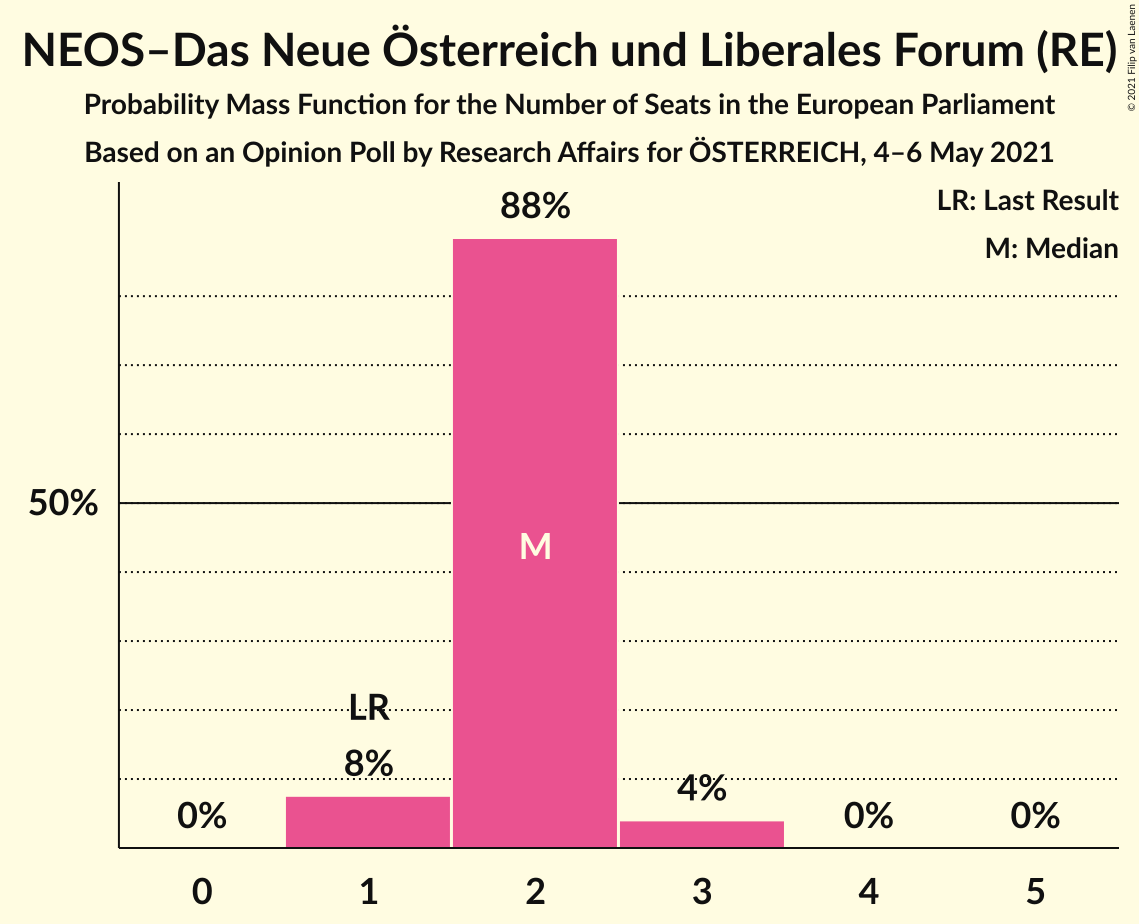 NEOS–Das Neue Österreich und Liberales Forum (RE)
Probability Mass Function for the Number of Seats in the European Parliament
Based on an Opinion Poll by Research Affairs for ÖSTERREICH, 4–6 May 2021
© 2021 Filip van Laenen
LR: Last Result
M: Median
88%
50%
M
LR
8%
4%
0%
0%
0%
0 1 2 3 4 5